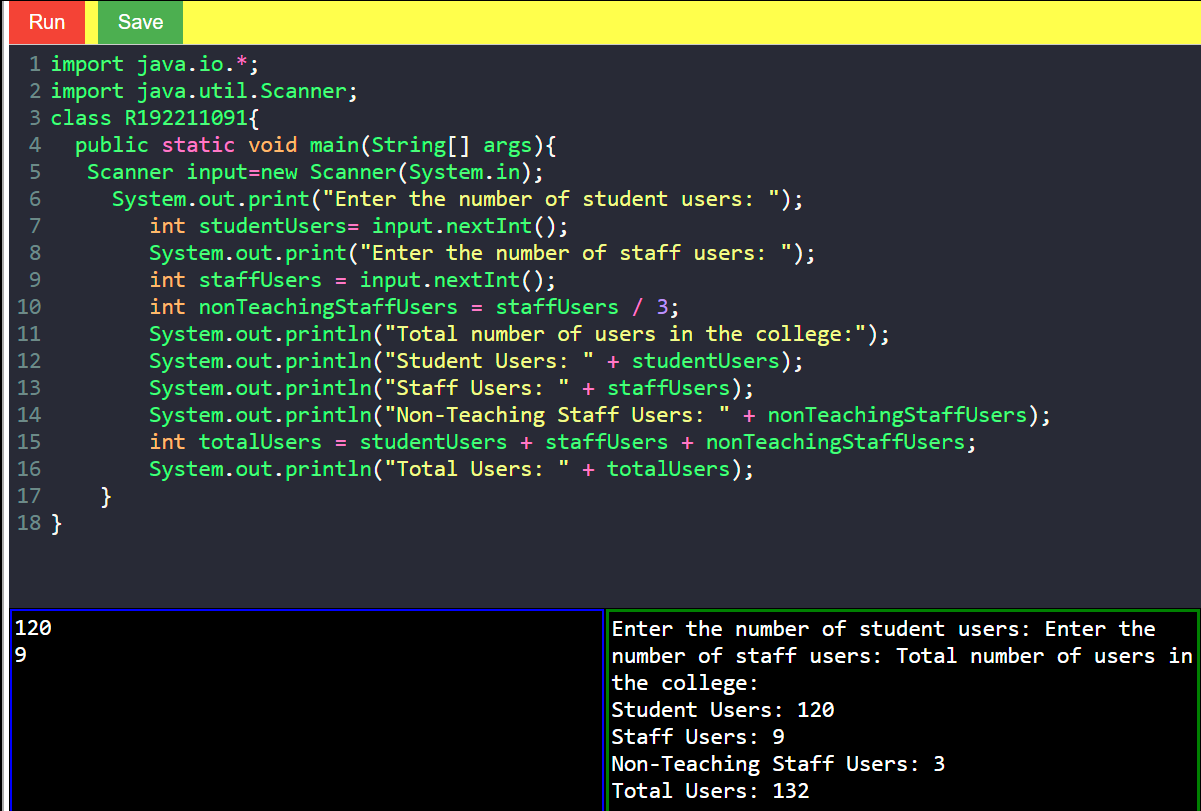 Run Save
1 import java.io.*;
2 import java.util.Scanner;
3 class R192211091{
4   public static void main(String[] args){
5    Scanner input=new Scanner(System.in);
6      System.out.print("Enter the number of student users: ");
7         int studentUsers= input.nextInt();
8         System.out.print("Enter the number of staff users: ");
9         int staffUsers = input.nextInt();
10         int nonTeachingStaffUsers = staffUsers / 3;
11         System.out.println("Total number of users in the college:");
12         System.out.println("Student Users: " + studentUsers);
13         System.out.println("Staff Users: " + staffUsers);
14         System.out.println("Non-Teaching Staff Users: " + nonTeachingStaffUsers);
15         int totalUsers = studentUsers + staffUsers + nonTeachingStaffUsers;
16         System.out.println("Total Users: " + totalUsers);
17     }
18 }
120
9
Enter the number of student users: Enter the
number of staff users: Total number of users in
the college:
Student Users: 120
Staff Users: 9
Non-Teaching Staff Users: 3
Total Users: 132